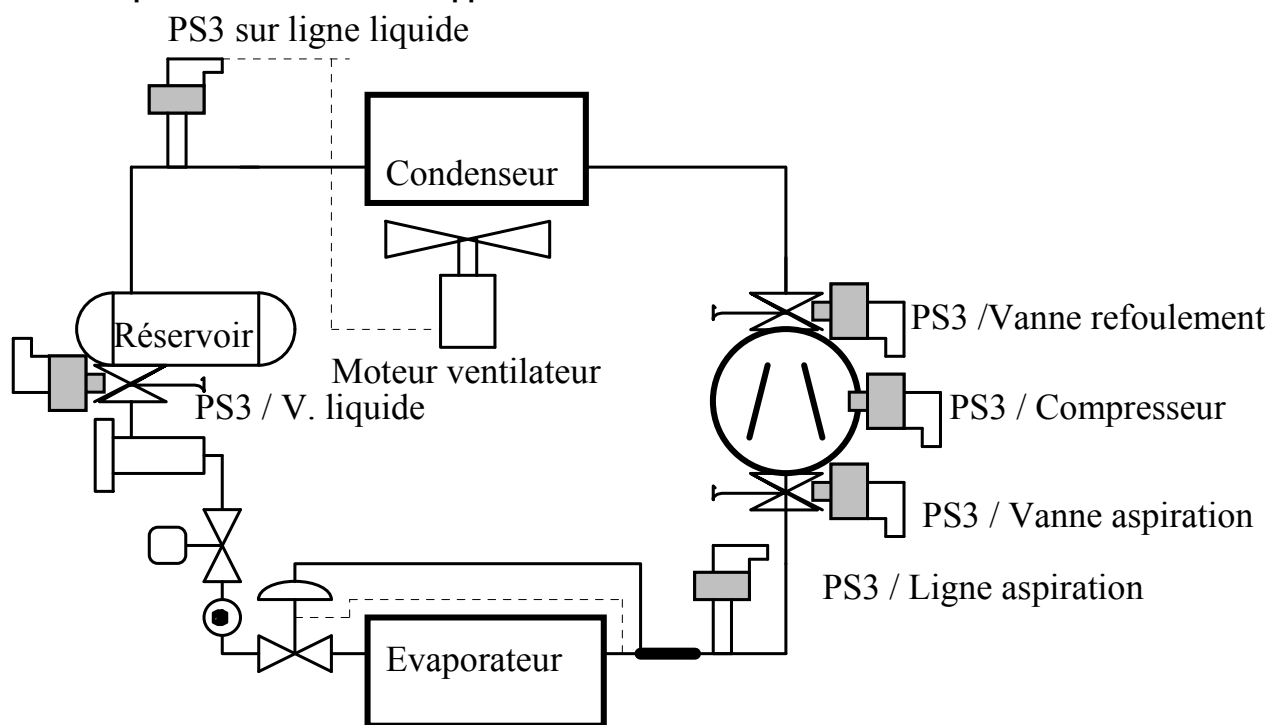 PS3 sur ligne liquide
Condenseur
Réservoir
PS3 /Vanne refoulement
Moteur ventilateur
PS3 / V. liquide
PS3 / Compresseur
PS3 / Vanne aspiration
PS3 / Ligne aspiration
Evaporateur